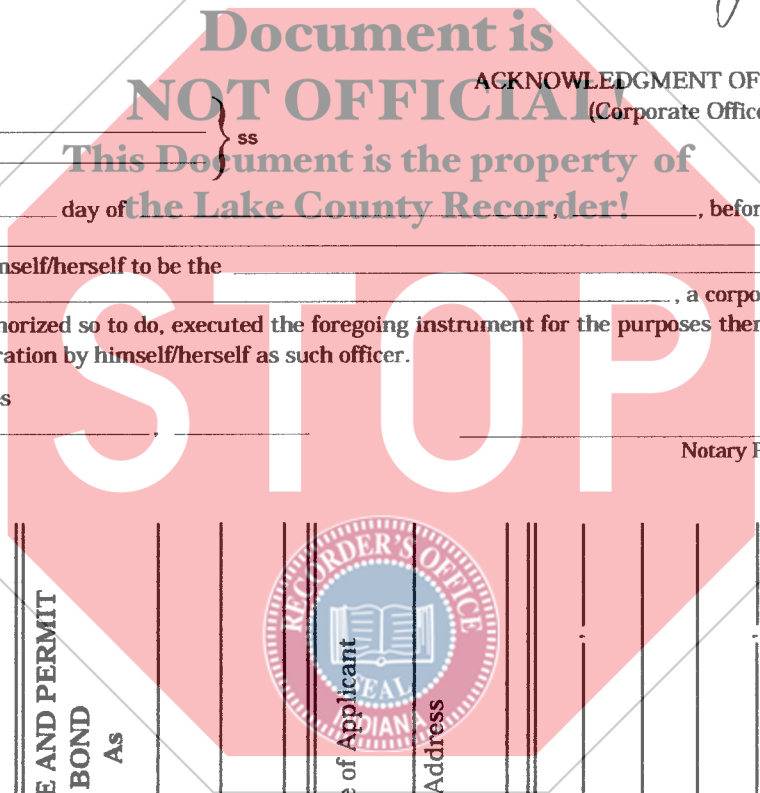 Document is
ACKNOWLEDGMENT OF
NOT OFFICIAL!
(Corporate Office
ss
This Document is the property of
day of
the Lake County Recorder!
, , befor
nself/herself to be the
, a corpo
norized so to do, executed the foregoing instrument for the purposes ther
ration by himself/herself as such officer.
s
,
Notary P
STOP
RECORDER'S OFFICE
SEAL
INDIANA
E AND PERMIT
BOND
As
e of Applicant
Address